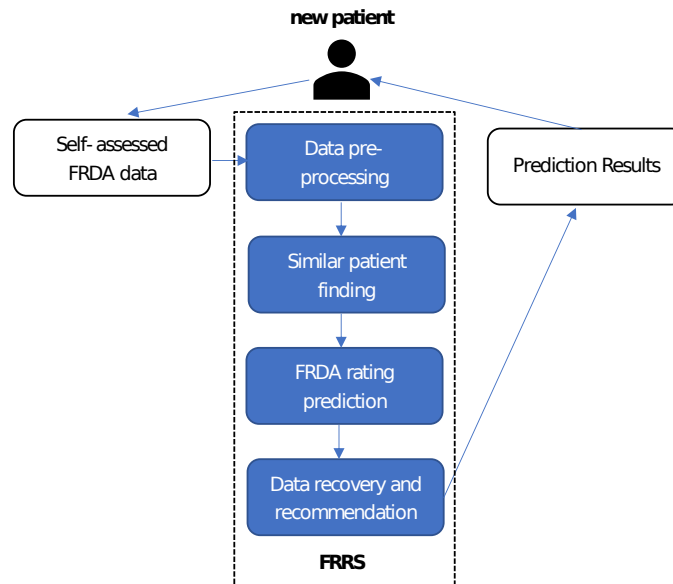 new patient
Self- assessed
FRDA data
Data pre-
processing
Prediction Results
Similar patient
finding
FRDA rating
prediction
Data recovery and
recommendation
FRRS